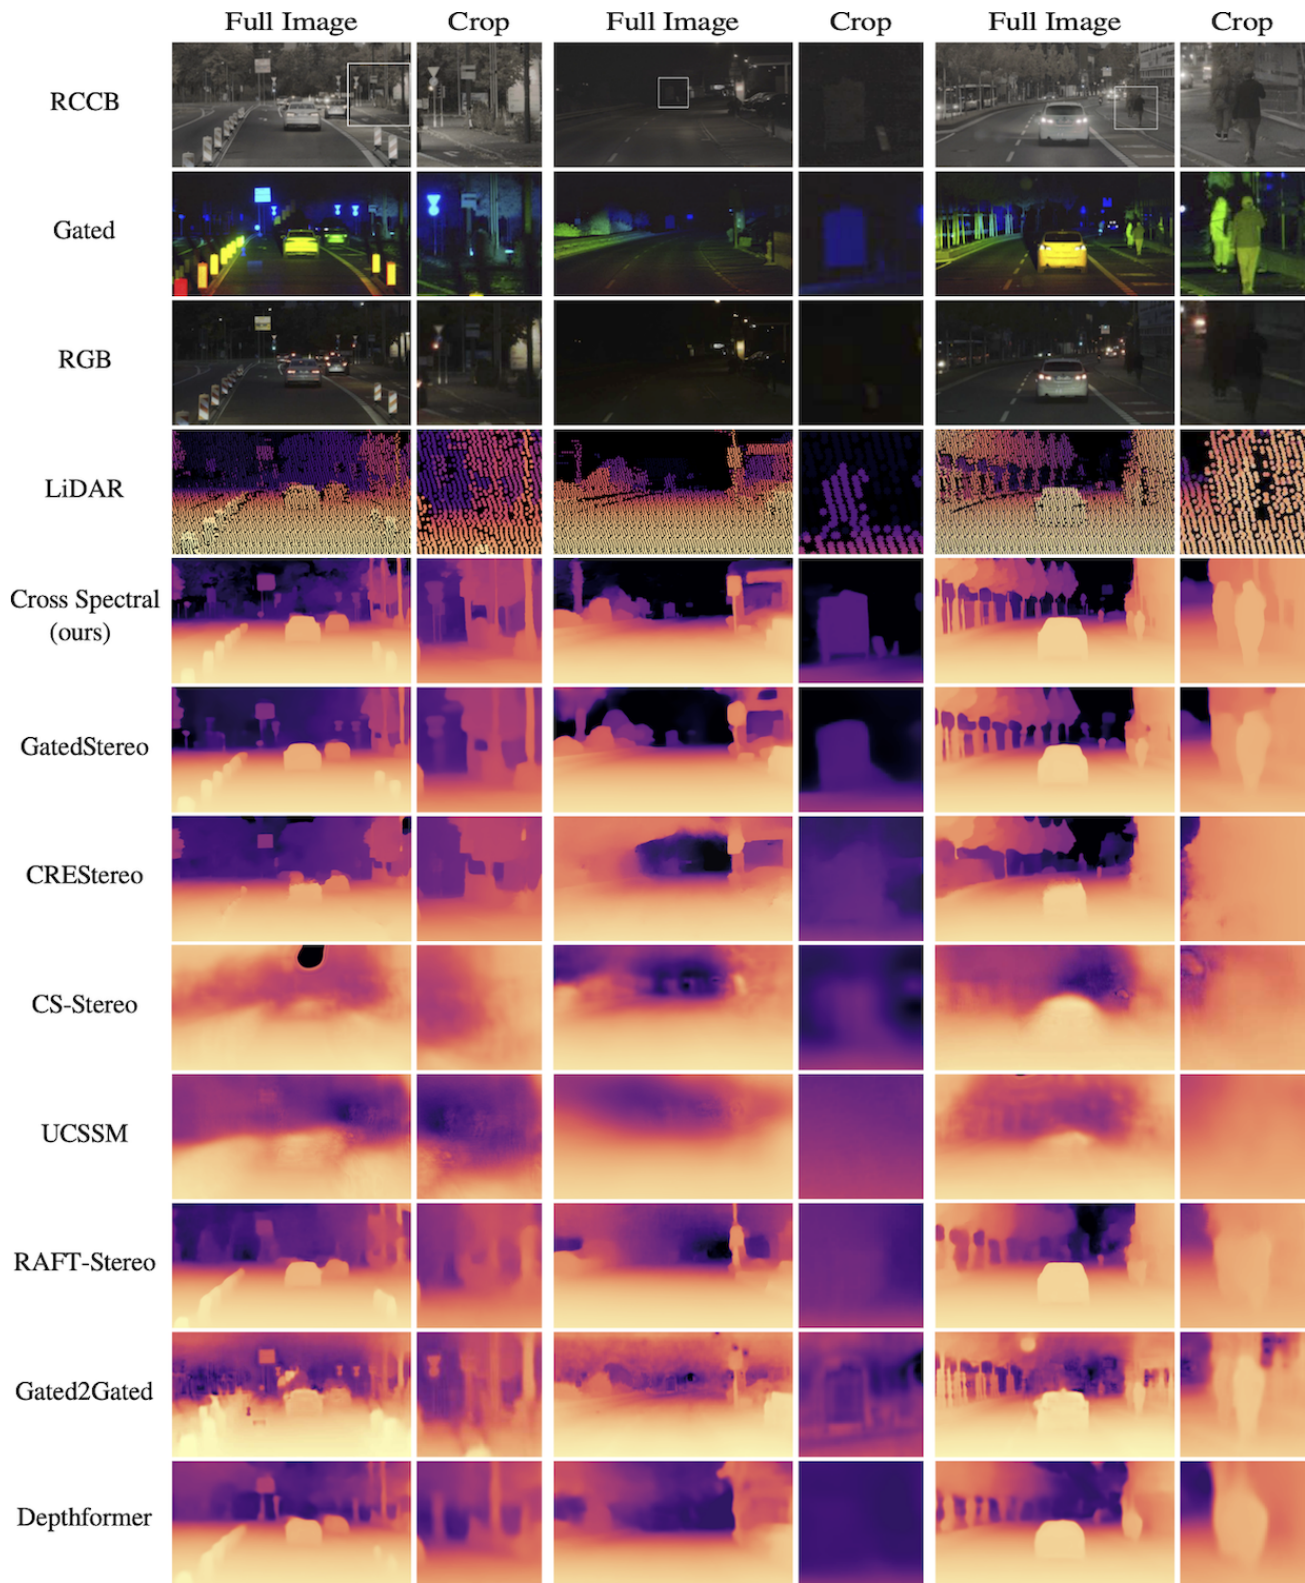 Full Image Crop Full Image Crop Full Image Crop
RCCB
Gated
RGB
LiDAR
Cross Spectral
(ours)
GatedStereo
CREStereo
CS-Stereo
UCSSM
RAFT-Stereo
Gated2Gated
Depthformer